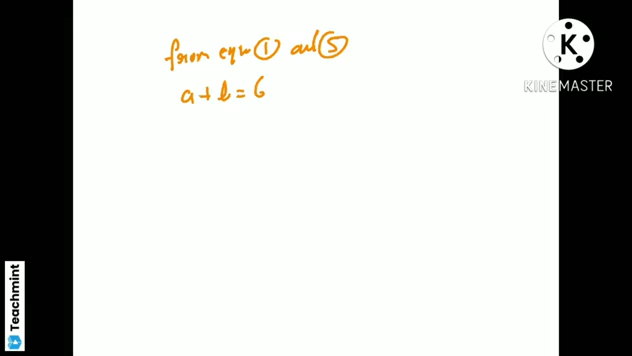 from eqn ① and ⑤
a + b = 6
K
KINEMASTER
Teachmint